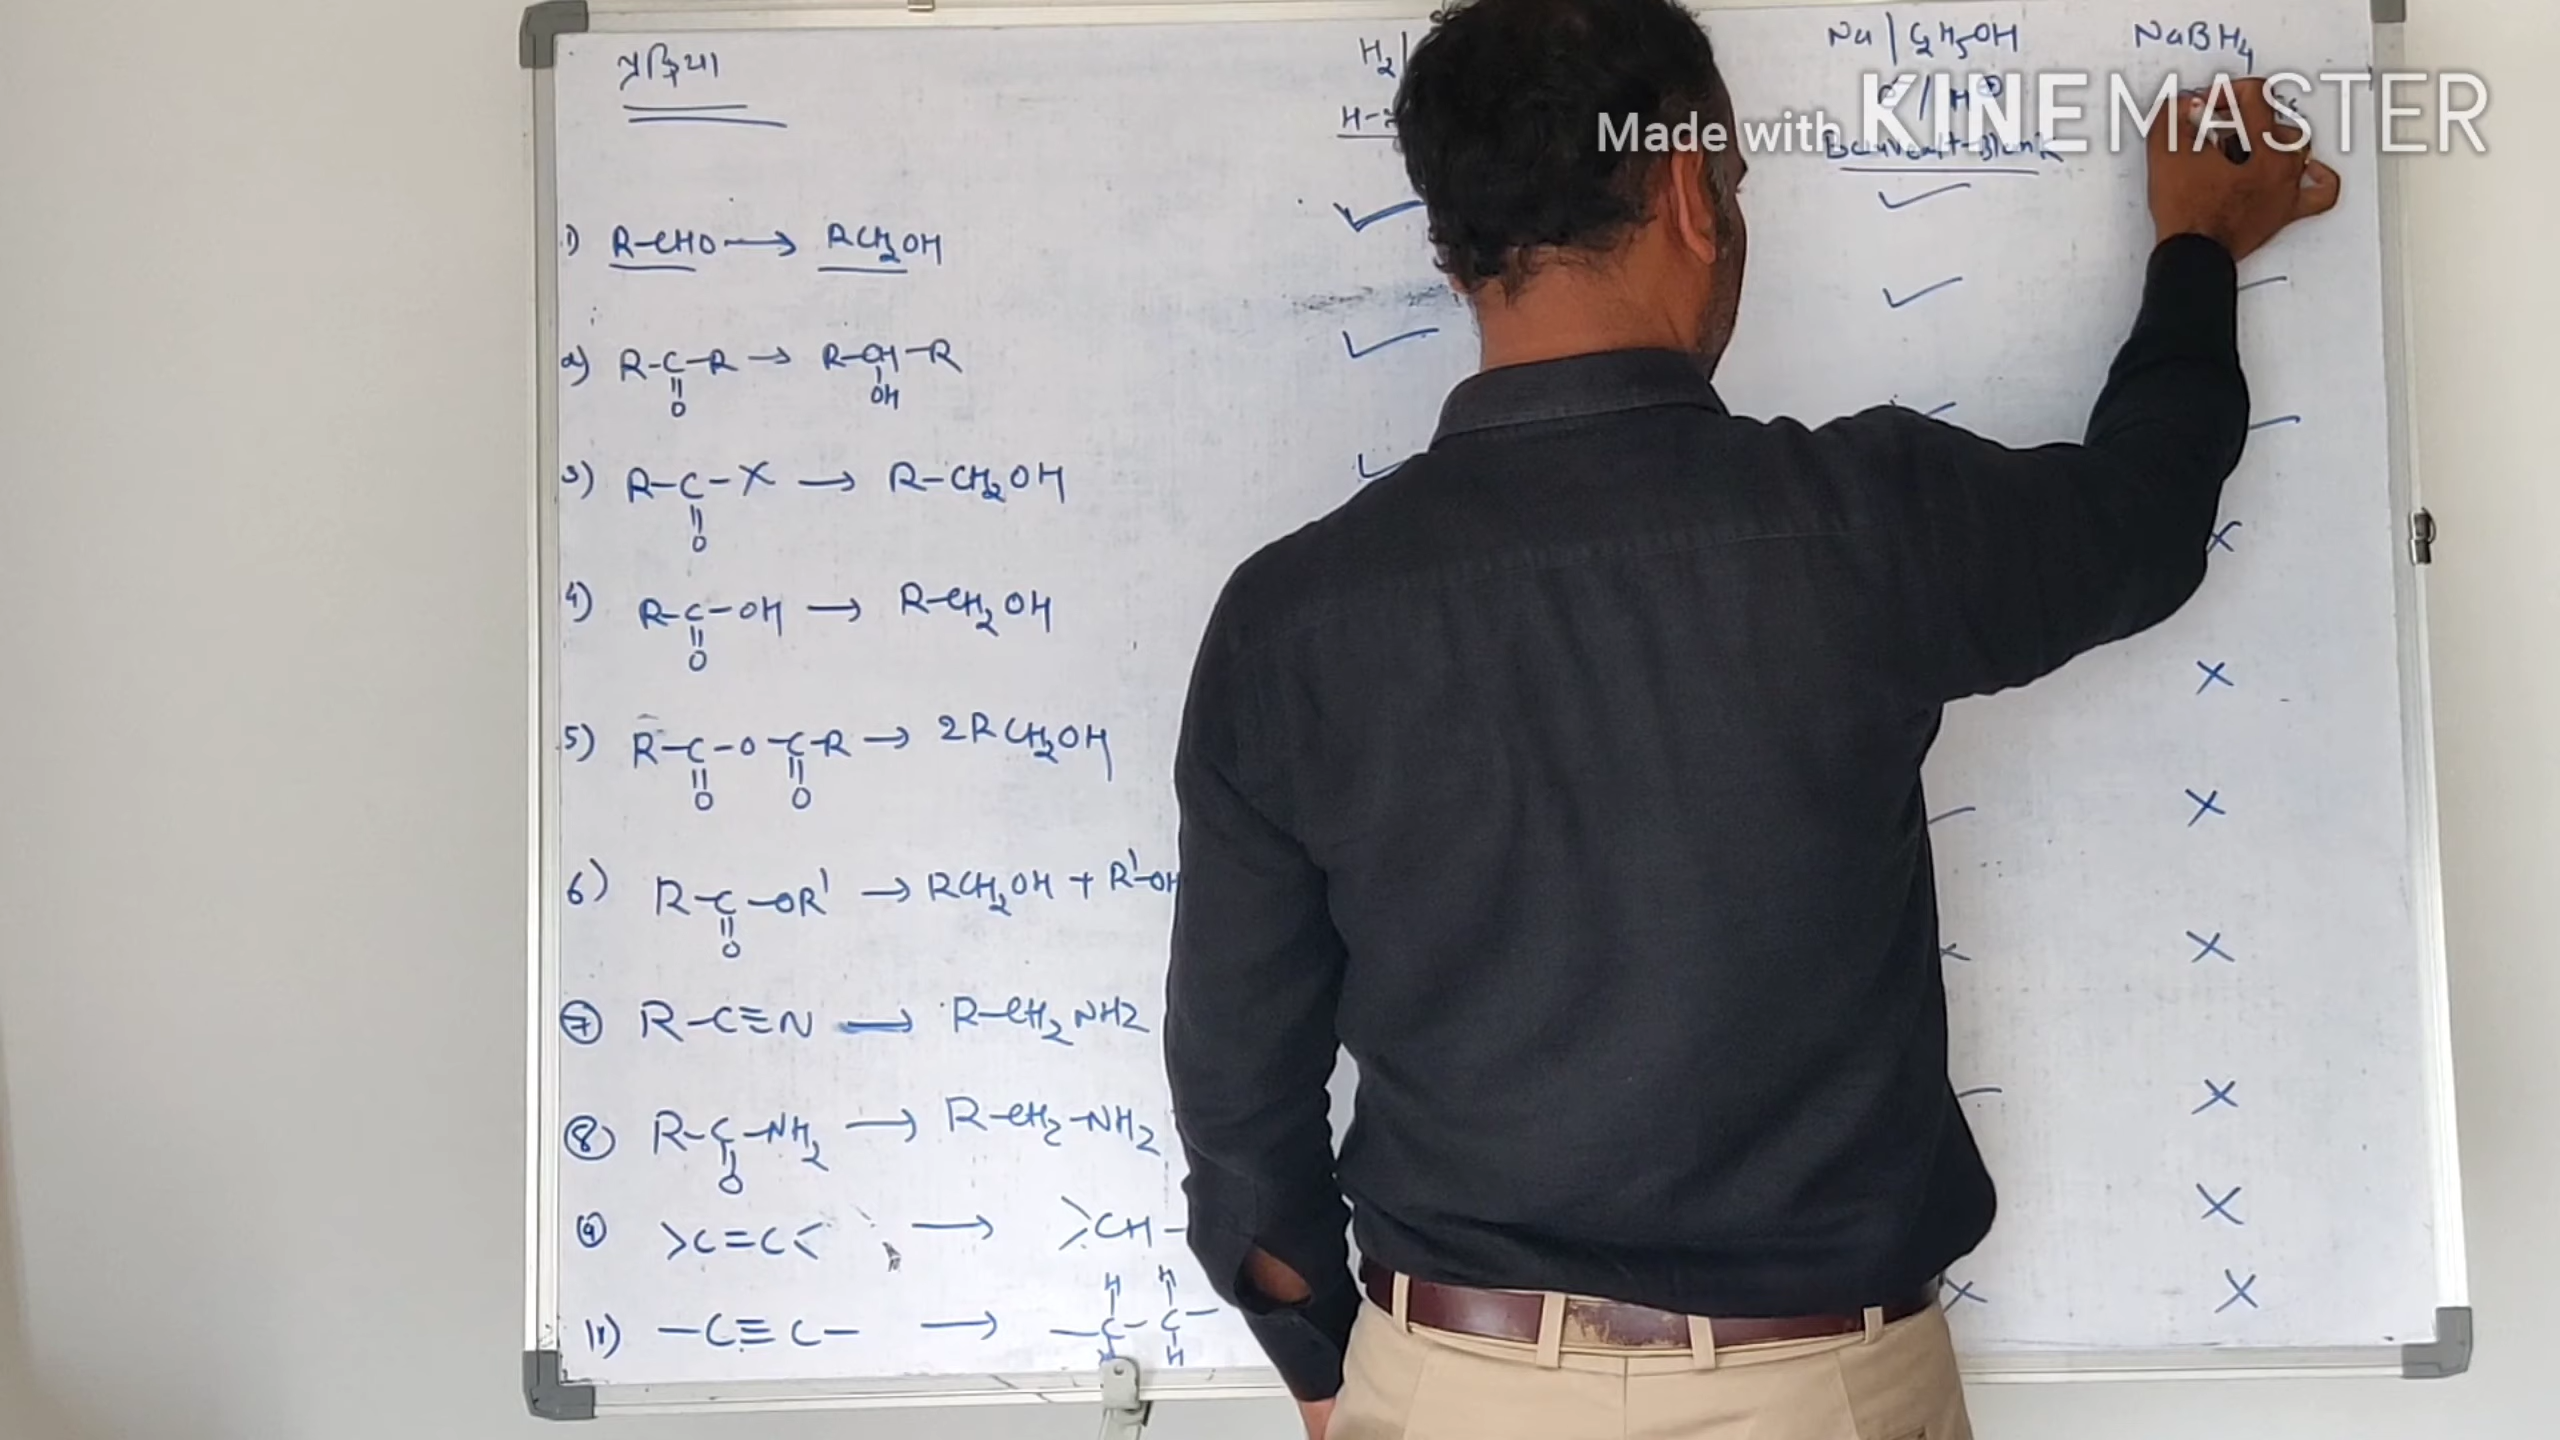 प्रक्रिया
H2/
Na | C2H5OH
NaBH4
Made with KINEMASTER
e⊖ / H⊕
1) R-CHO → RCH2OH ✓ ✓
2) R-C-R → R-CH-R ✓ ✓
O OH
3) R-C-X → R-CH2OH ✓
O
4) R-C-OH → R-CH2OH ×
O
5) R-C-O-C-R → 2RCH2OH ×
O O
6) R-C-OR' → RCH2OH + R'-OH ×
O
7 R-C≡N → R-CH2NH2 ×
8 R-C-NH2 → R-CH2-NH2 ×
O
9 >C=C< → >CH- ×
H H
-C≡C- → -C-C- × ×
H H